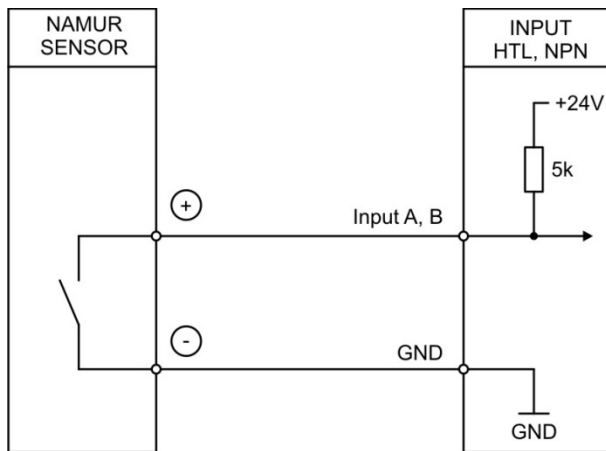 NAMUR
SENSOR
INPUT
HTL, NPN
+24V
5k
+
Input A, B
-
GND
GND